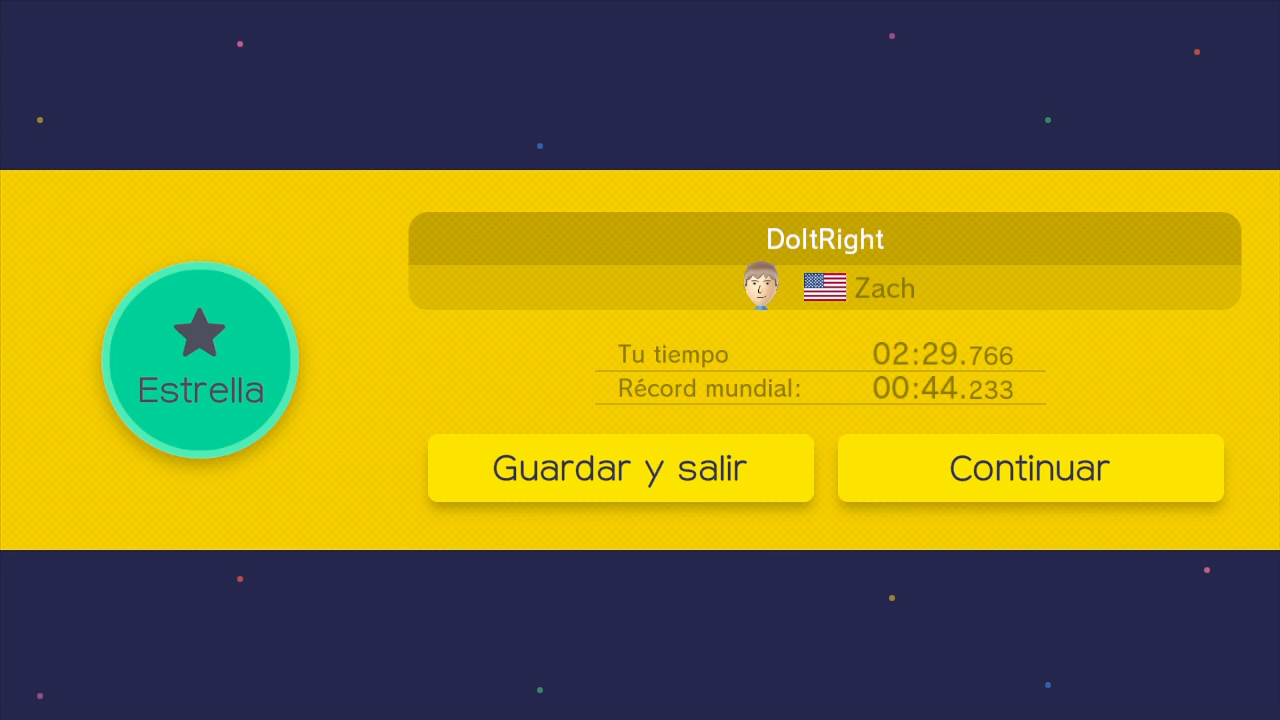 Estrella
DoItRight
Zach
Tu tiempo 02:29.766
Récord mundial: 00:44.233
Guardar y salir
Continuar